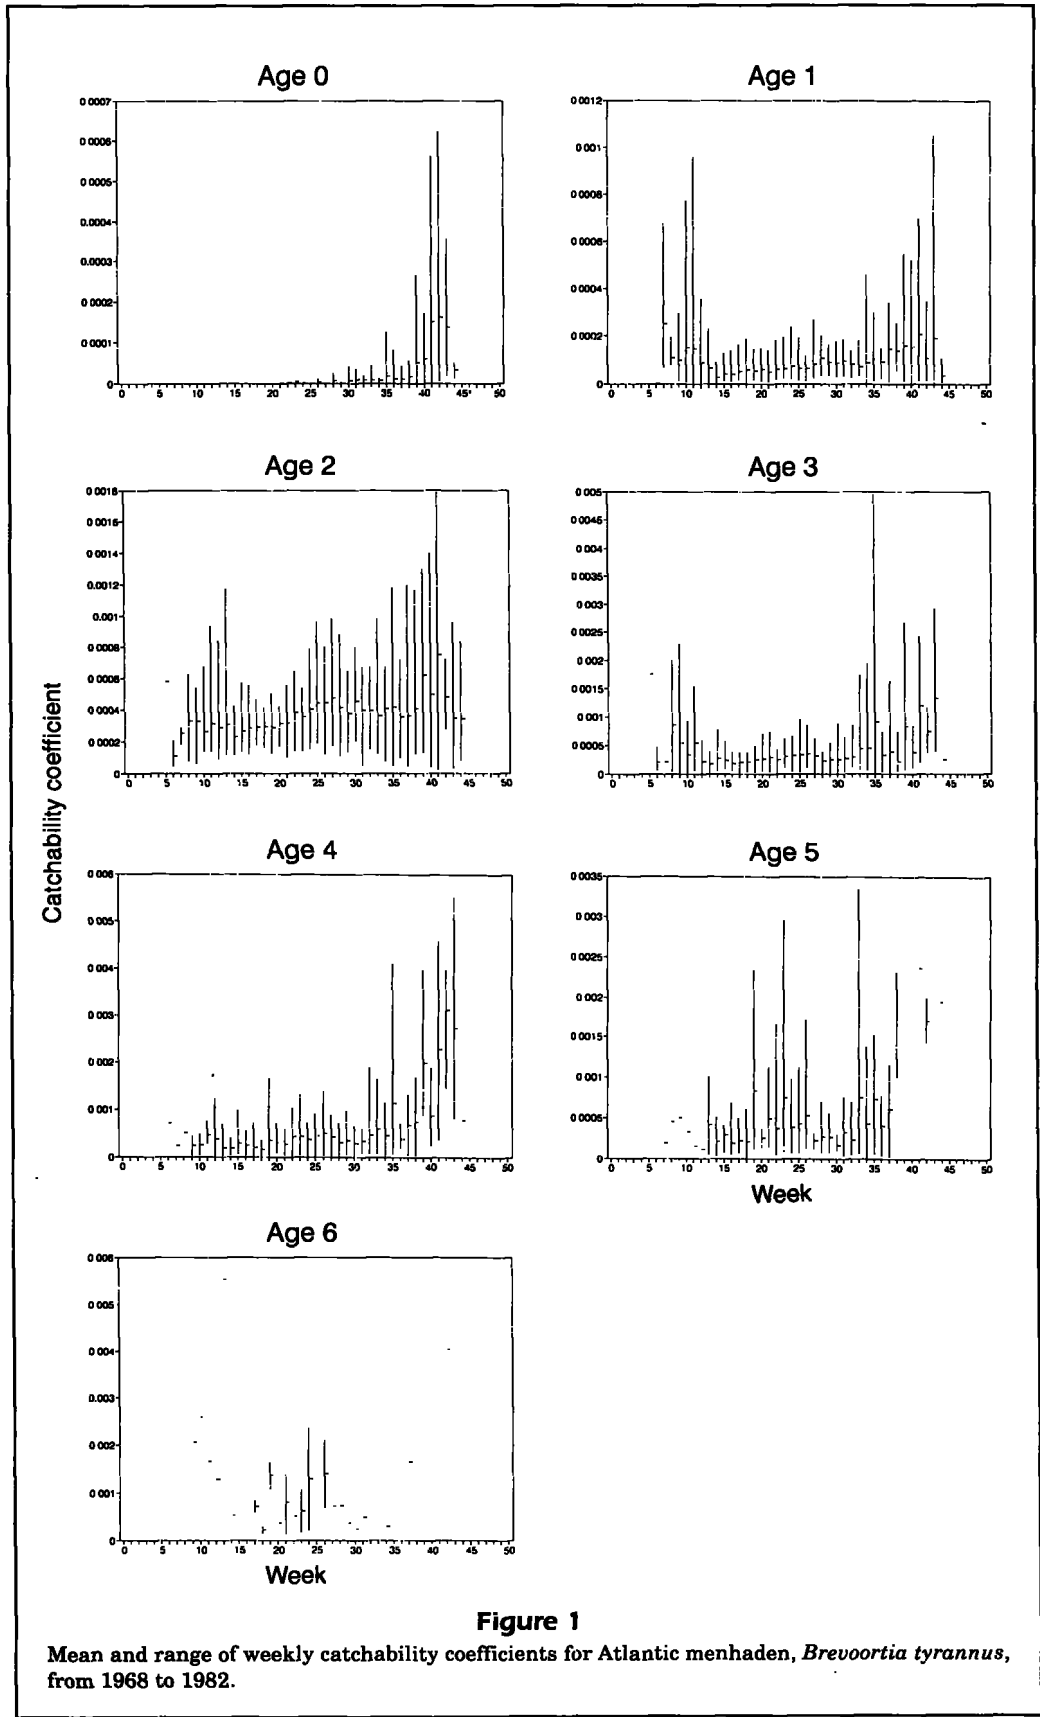 Age 0
0 0007
0 0006
0 0005
0 0004
0 0003
0 0002
0 0001
0
0 5 10 15 20 25 30 35 40 45 50
Age 1
0 0012
0 001
0 0008
0 0006
0 0004
0 0002
0
0 5 10 15 20 25 30 35 40 45 50
Age 2
0.0018
0 0016
0 0014
0 0012
0.001
0 0008
0 0006
0 0004
0 0002
0
0 5 10 15 20 25 30 35 40 45 50
Age 3
0 005
0 0045
0 004
0 0035
0 003
0 0025
0 002
0 0015
0 001
0 0005
0
0 5 10 15 20 25 30 35 40 45 50
Catchability coefficient
Age 4
0 006
0 005
0 004
0 003
0 002
0 001
0
0 5 10 15 20 25 30 35 40 45 50
Age 5
0 0035
0 003
0 0025
0 002
0 0015
0 001
0 0005
0
0 5 10 15 20 25 30 35 40 45 50
Week
Age 6
0 006
0 005
0 004
0 003
0 002
0 001
0
0 5 10 15 20 25 30 35 40 45 50
Week
Figure 1
Mean and range of weekly catchability coefficients for Atlantic menhaden, Brevoortia tyrannus,
from 1968 to 1982.